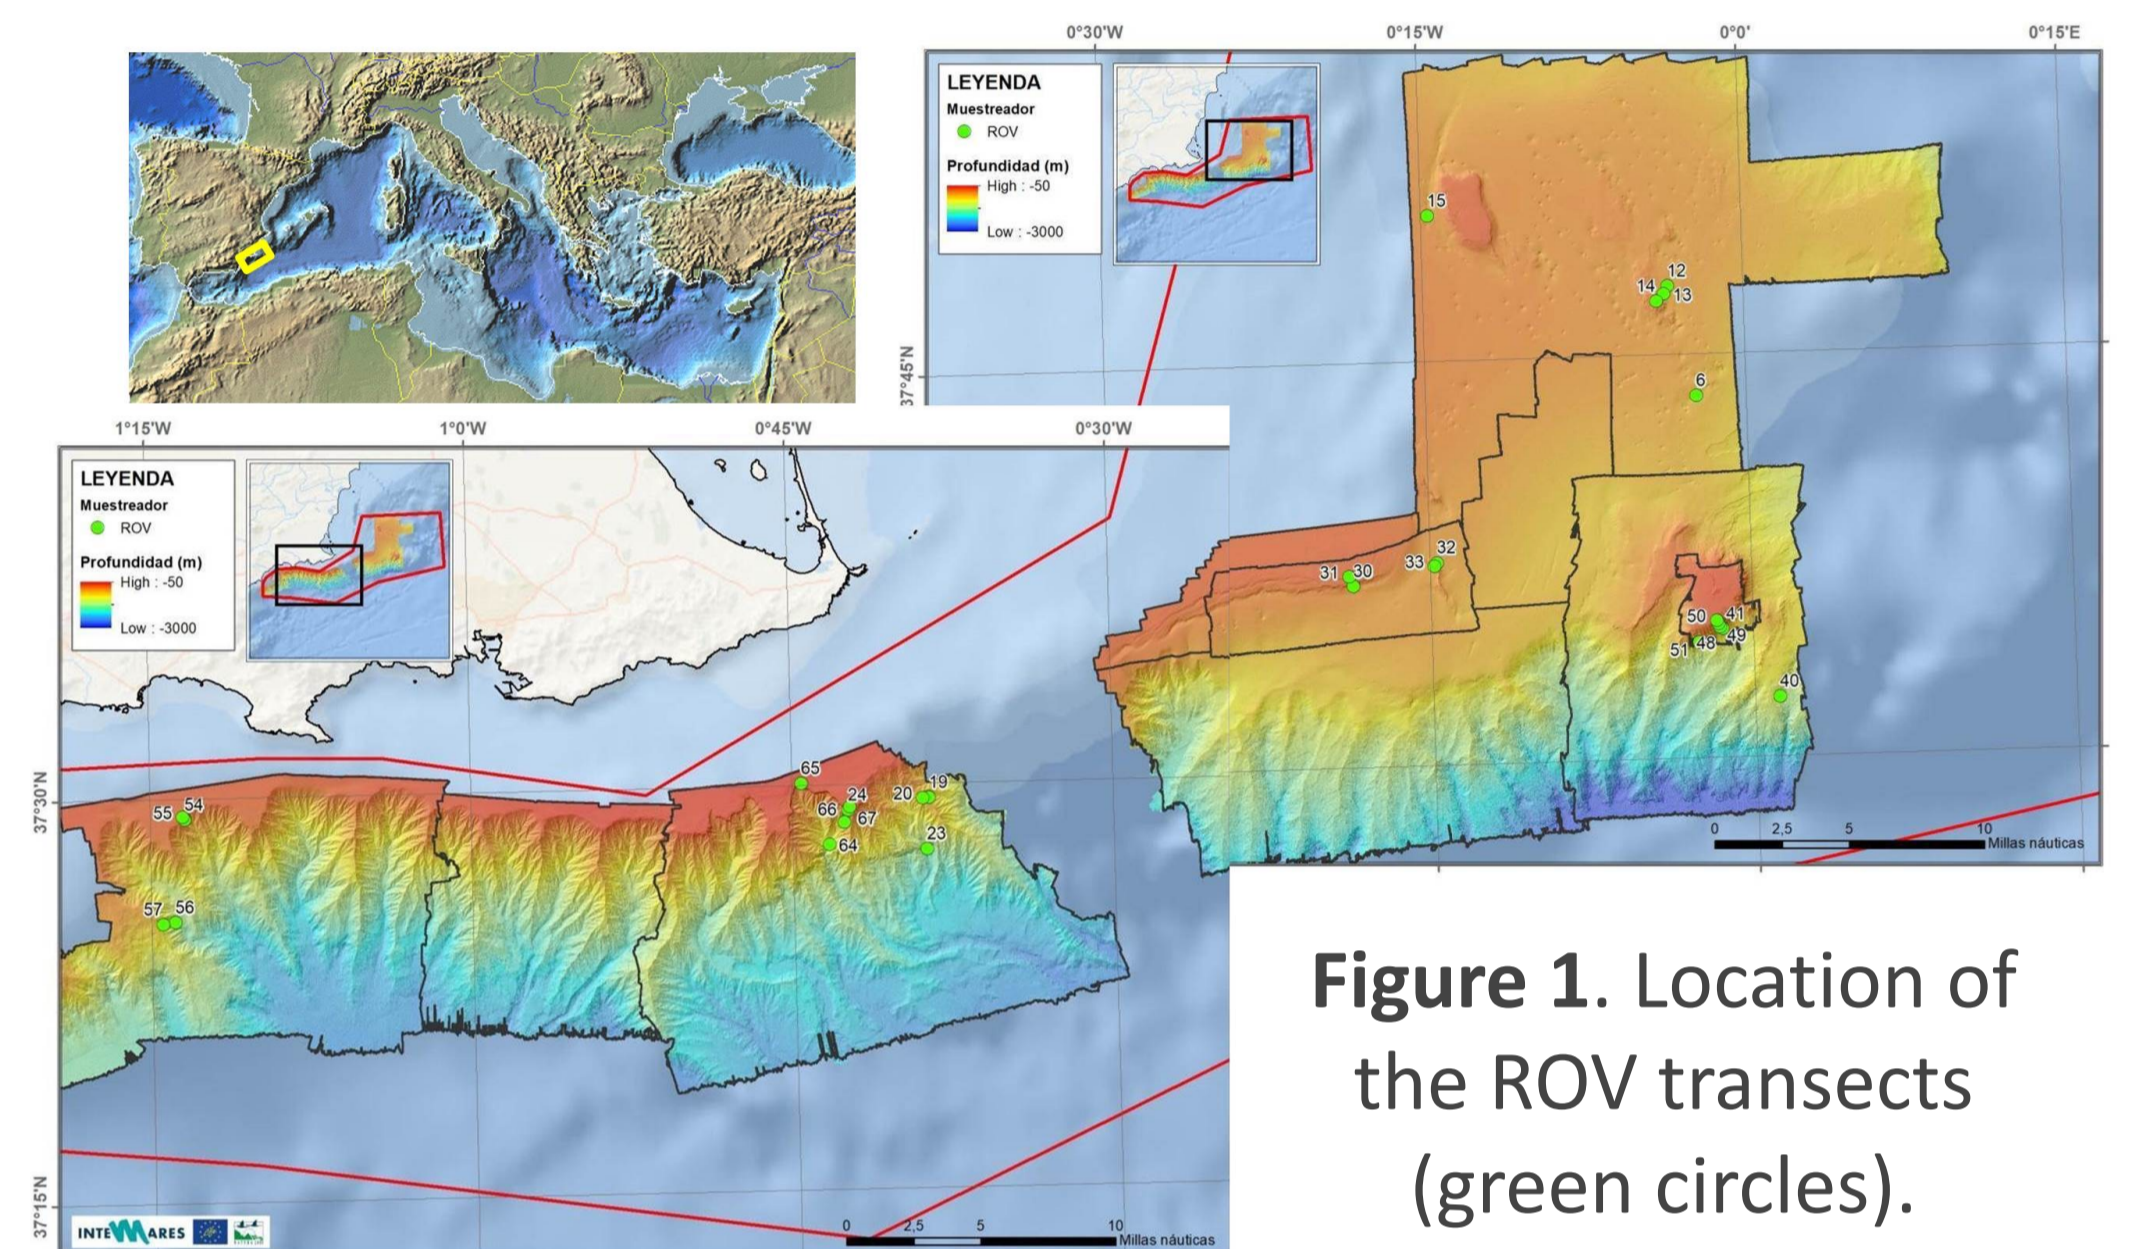 0°30'W
0°15'W
0°0'
0°15'E
LEYENDA
Muestreador
ROV
Profundidad (m)
High : -50
Low : -3000
37°45'N
15
12
14
13
6
32
33
31
30
50
41
49
48
51
40
0
2,5
5
10
Millas náuticas
1°15'W
1°0'W
0°45'W
0°30'W
LEYENDA
Muestreador
ROV
Profundidad (m)
High : -50
Low : -3000
37°30'N
37°15'N
65
19
20
24
66
67
23
64
54
55
57
56
0
2,5
5
10
Millas náuticas
INTEMARES
Figure 1. Location of
the ROV transects
(green circles).